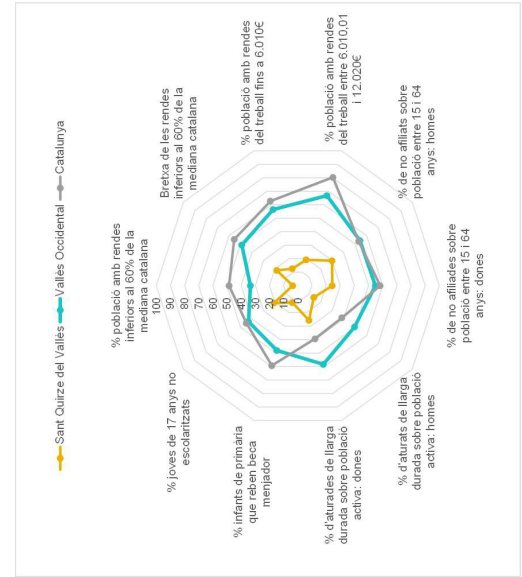 Sant Quirze del Vallès
Vallès Occidental
Catalunya
% població amb rendes
inferiors al 60% de la
mediana catalana
100
90
80
70
60
50
40
30
20
10
0
Bretxa de les rendes
inferiors al 60% de la
mediana catalana
% població amb rendes
del treball fins a 6.010€
% població amb rendes
del treball entre 6.010,01
i 12.020€
% de no afiliats sobre
població entre 15 i 64
anys: homes
% de no afiliades sobre
població entre 15 i 64
anys: dones
% d'aturats de llarga
durada sobre població
activa: homes
% d'aturades de llarga
durada sobre població
activa: dones
% infants de primària
que reben beca
menjador
% joves de 17 anys no
escolaritzats